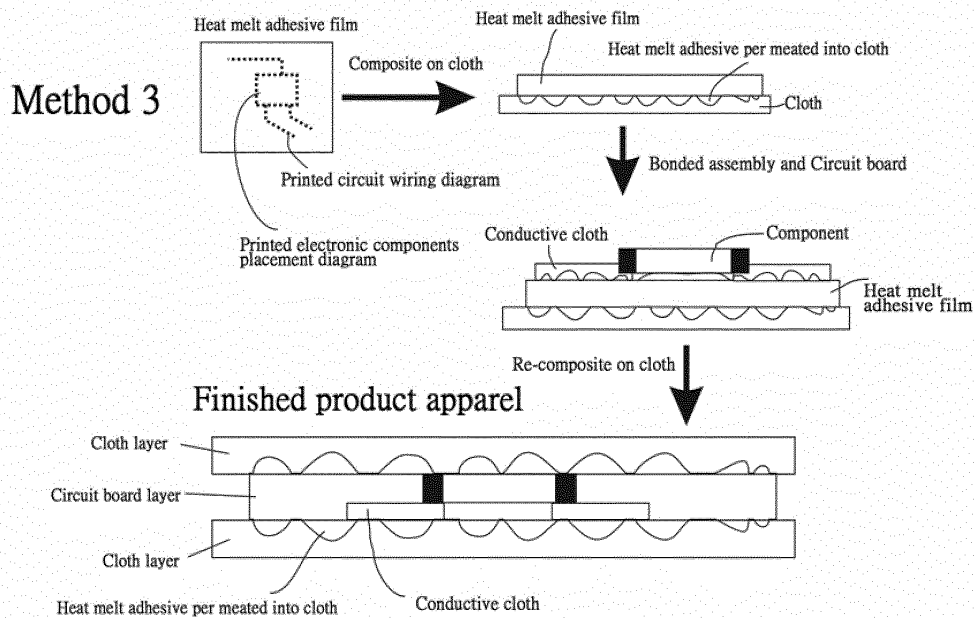 Heat melt adhesive film
Method 3
Composite on cloth
Printed circuit wiring diagram
Printed electronic components
placement diagram
Heat melt adhesive film
Heat melt adhesive per meated into cloth
Cloth
Bonded assembly and Circuit board
Conductive cloth
Component
Heat melt
adhesive film
Re-composite on cloth
Finished product apparel
Cloth layer
Circuit board layer
Cloth layer
Heat melt adhesive per meated into cloth
Conductive cloth